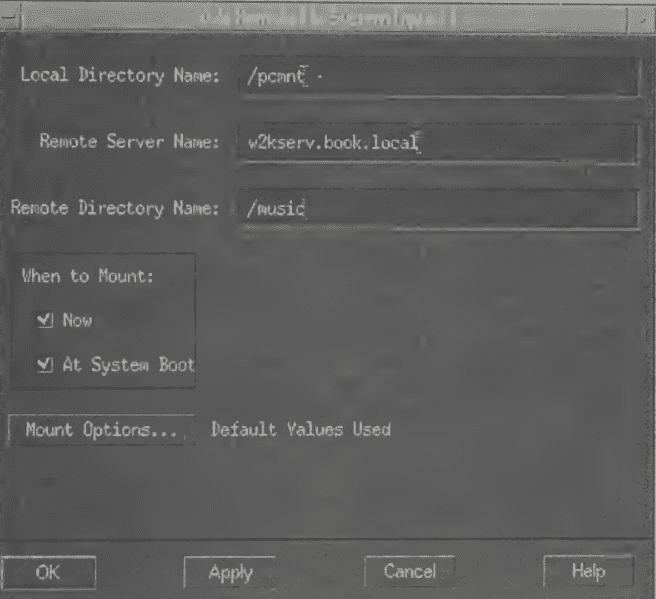 Local Directory Name: /pcmnt
Remote Server Name: w2kserv.book.local
Remote Directory Name: /music
When to Mount:
Now
At System Boot
Mount Options... Default Values Used
OK Apply Cancel Help